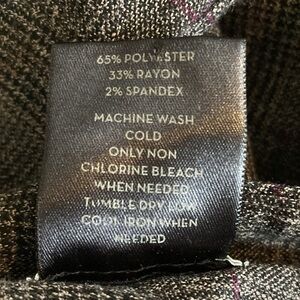 65% POLYESTER
33% RAYON
2% SPANDEX
MACHINE WASH
COLD
ONLY NON
CHLORINE BLEACH
WHEN NEEDED
TUMBLE DRY LOW
COOL IRON WHEN
NEEDED